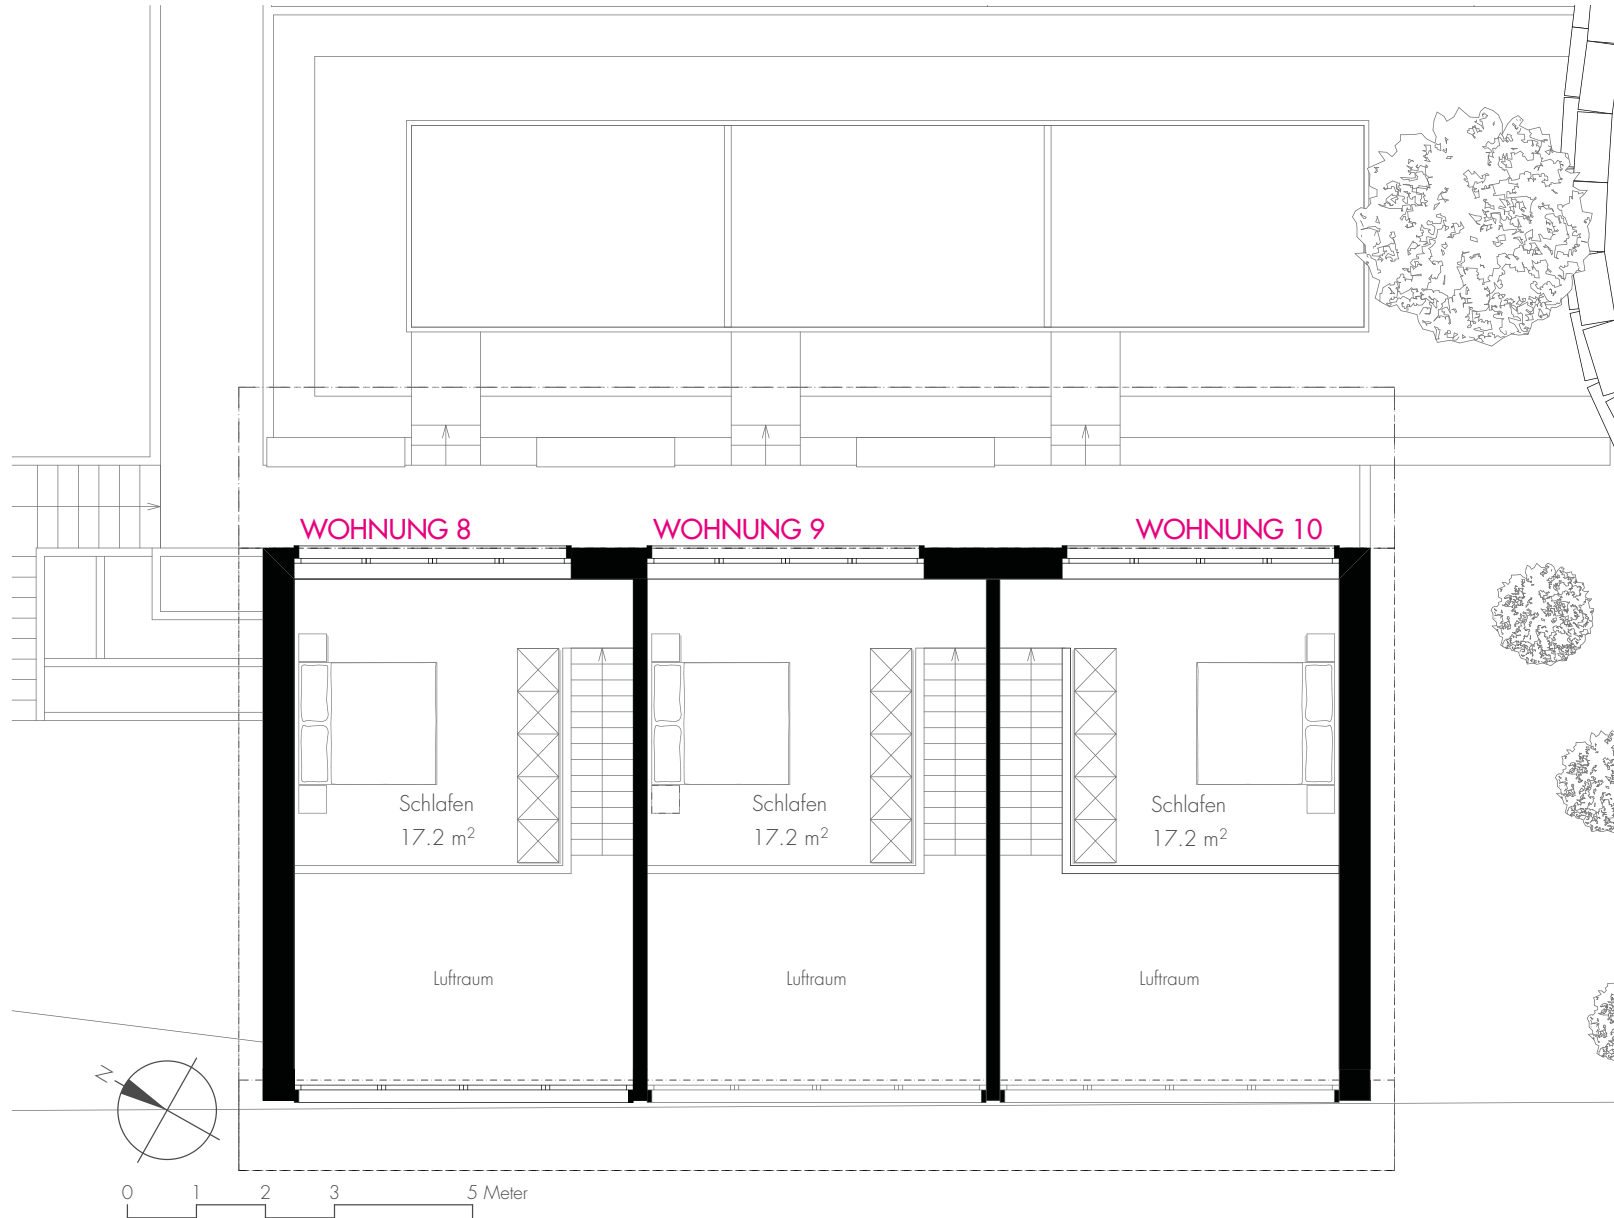 WOHNUNG 8
WOHNUNG 9
WOHNUNG 10
Schlafen
17.2 m²
Schlafen
17.2 m²
Schlafen
17.2 m²
Luftraum
Luftraum
Luftraum
N
0 1 2 3 5 Meter